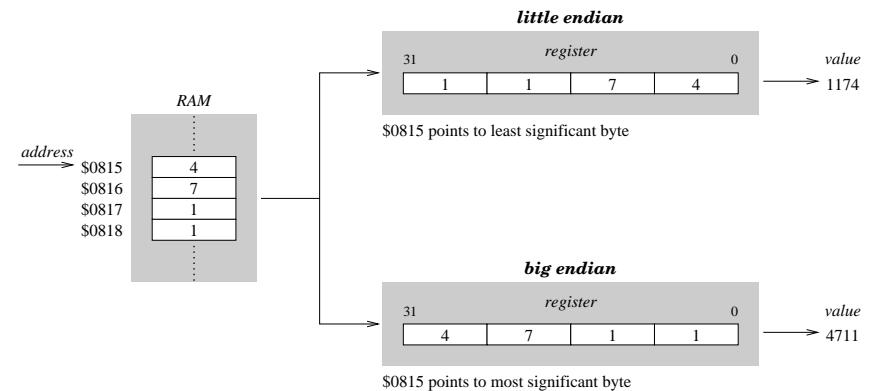 little endian
register
31 0
1 1 7 4
value
1174
$0815 points to least significant byte
RAM
address
$0815 4
$0816 7
$0817 1
$0818 1
big endian
register
31 0
4 7 1 1
value
4711
$0815 points to most significant byte